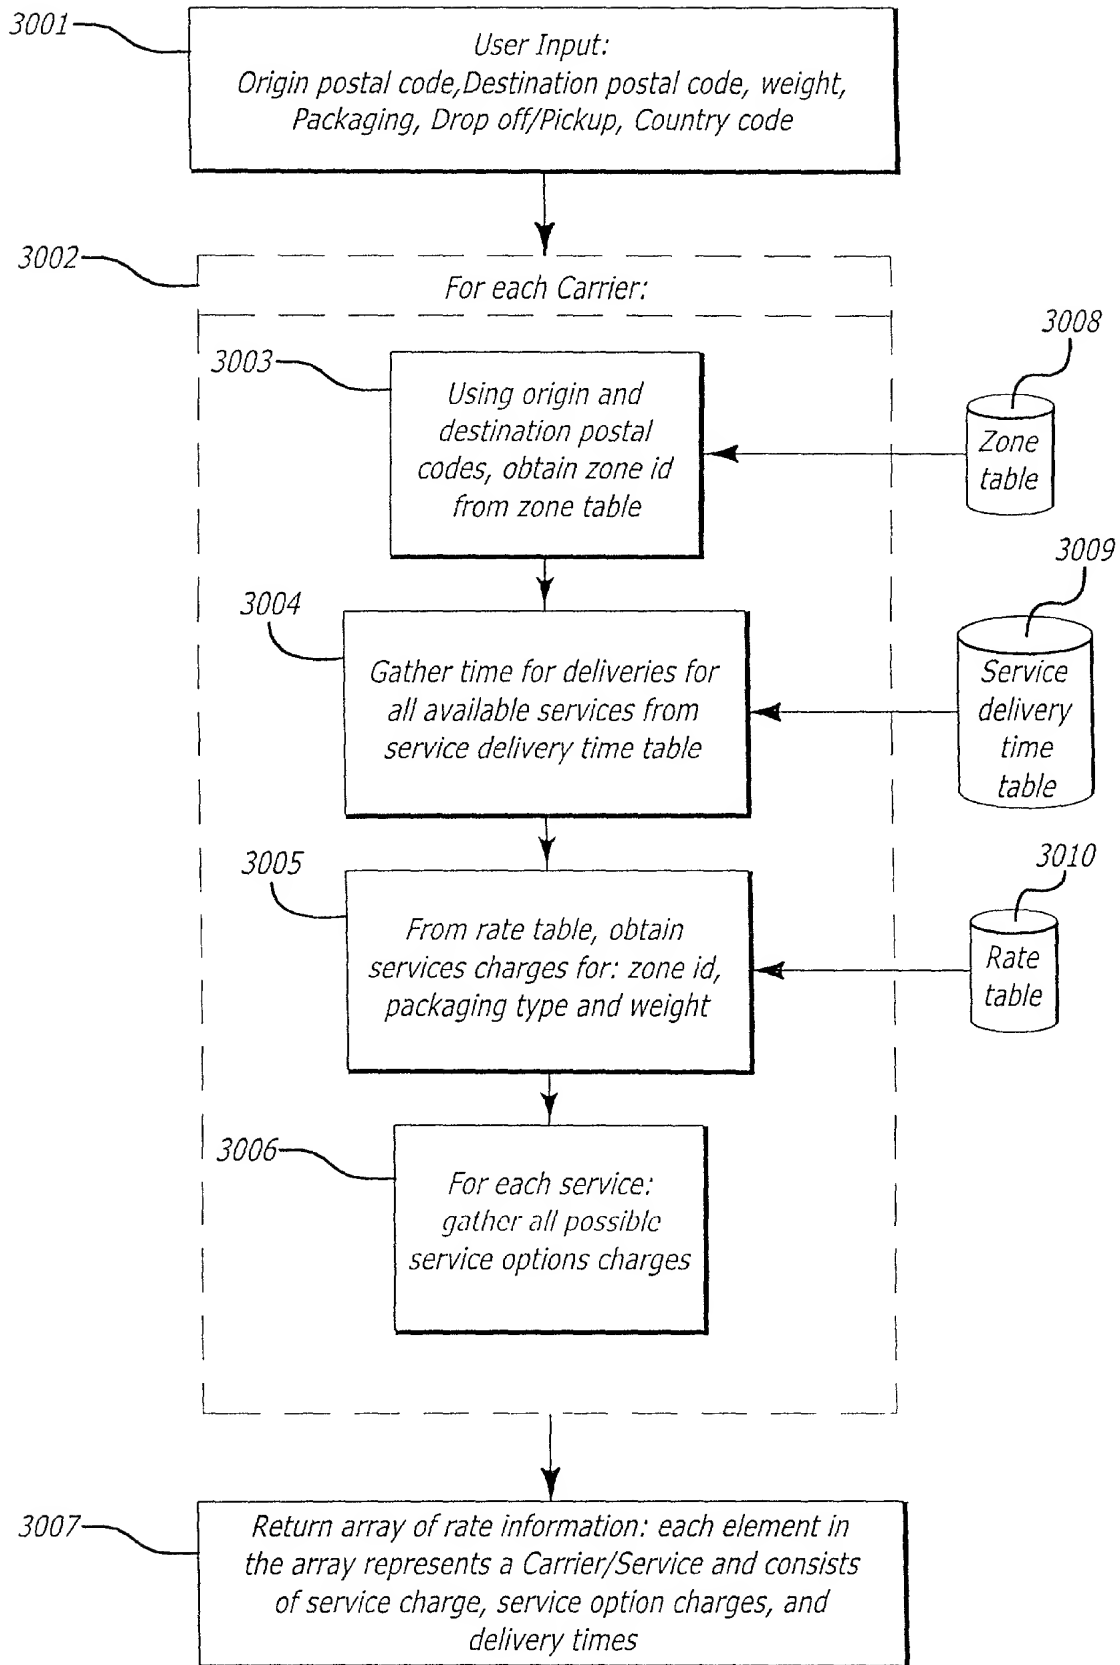 3001
User Input:
Origin postal code,Destination postal code, weight,
Packaging, Drop off/Pickup, Country code
3002
For each Carrier:
3003
Using origin and
destination postal
codes, obtain zone id
from zone table
3008
Zone
table
3004
Gather time for deliveries for
all available services from
service delivery time table
3009
Service
delivery
time
table
3005
From rate table, obtain
services charges for: zone id,
packaging type and weight
3010
Rate
table
3006
For each service:
gather all possible
service options charges
3007
Return array of rate information: each element in
the array represents a Carrier/Service and consists
of service charge, service option charges, and
delivery times